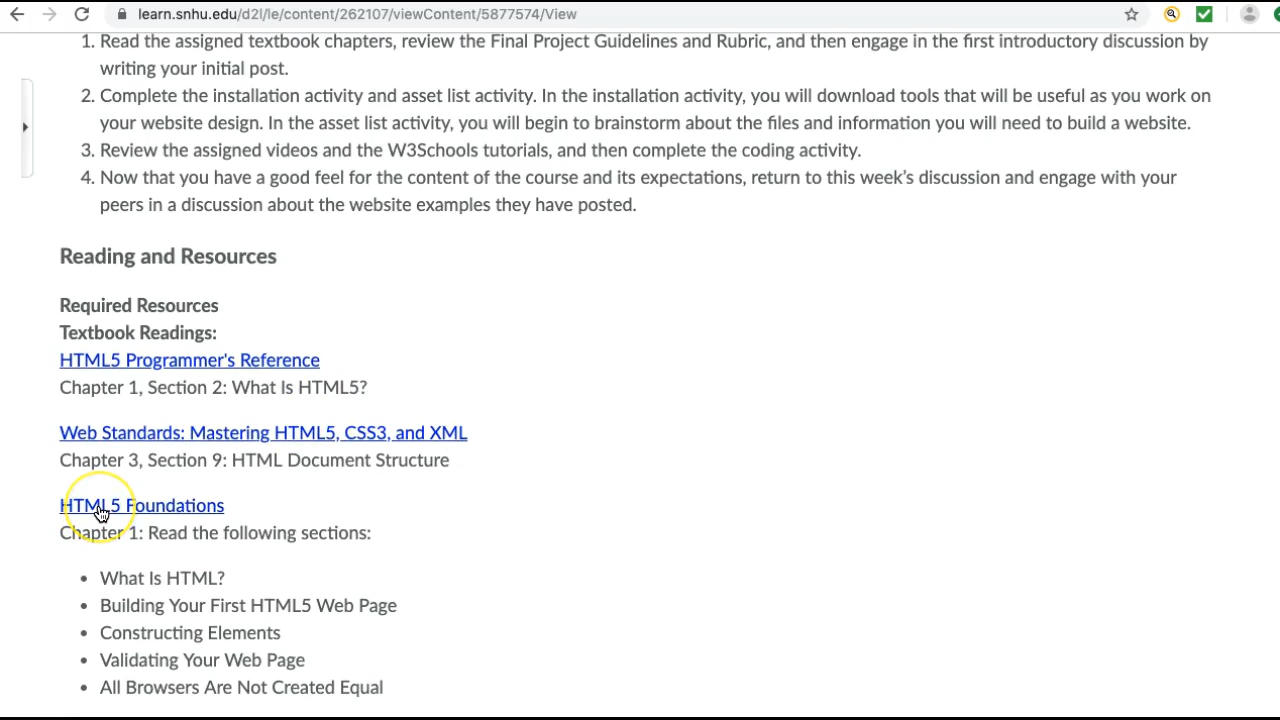 learn.snhu.edu/d2l/le/content/262107/viewContent/5877574/View
1. Read the assigned textbook chapters, review the Final Project Guidelines and Rubric, and then engage in the first introductory discussion by
writing your initial post.
2. Complete the installation activity and asset list activity. In the installation activity, you will download tools that will be useful as you work on
your website design. In the asset list activity, you will begin to brainstorm about the files and information you will need to build a website.
3. Review the assigned videos and the W3Schools tutorials, and then complete the coding activity.
4. Now that you have a good feel for the content of the course and its expectations, return to this week's discussion and engage with your
peers in a discussion about the website examples they have posted.
Reading and Resources
Required Resources
Textbook Readings:
HTML5 Programmer's Reference
Chapter 1, Section 2: What Is HTML5?
Web Standards: Mastering HTML5, CSS3, and XML
Chapter 3, Section 9: HTML Document Structure
HTML5 Foundations
Chapter 1: Read the following sections:
• What Is HTML?
• Building Your First HTML5 Web Page
• Constructing Elements
• Validating Your Web Page
• All Browsers Are Not Created Equal